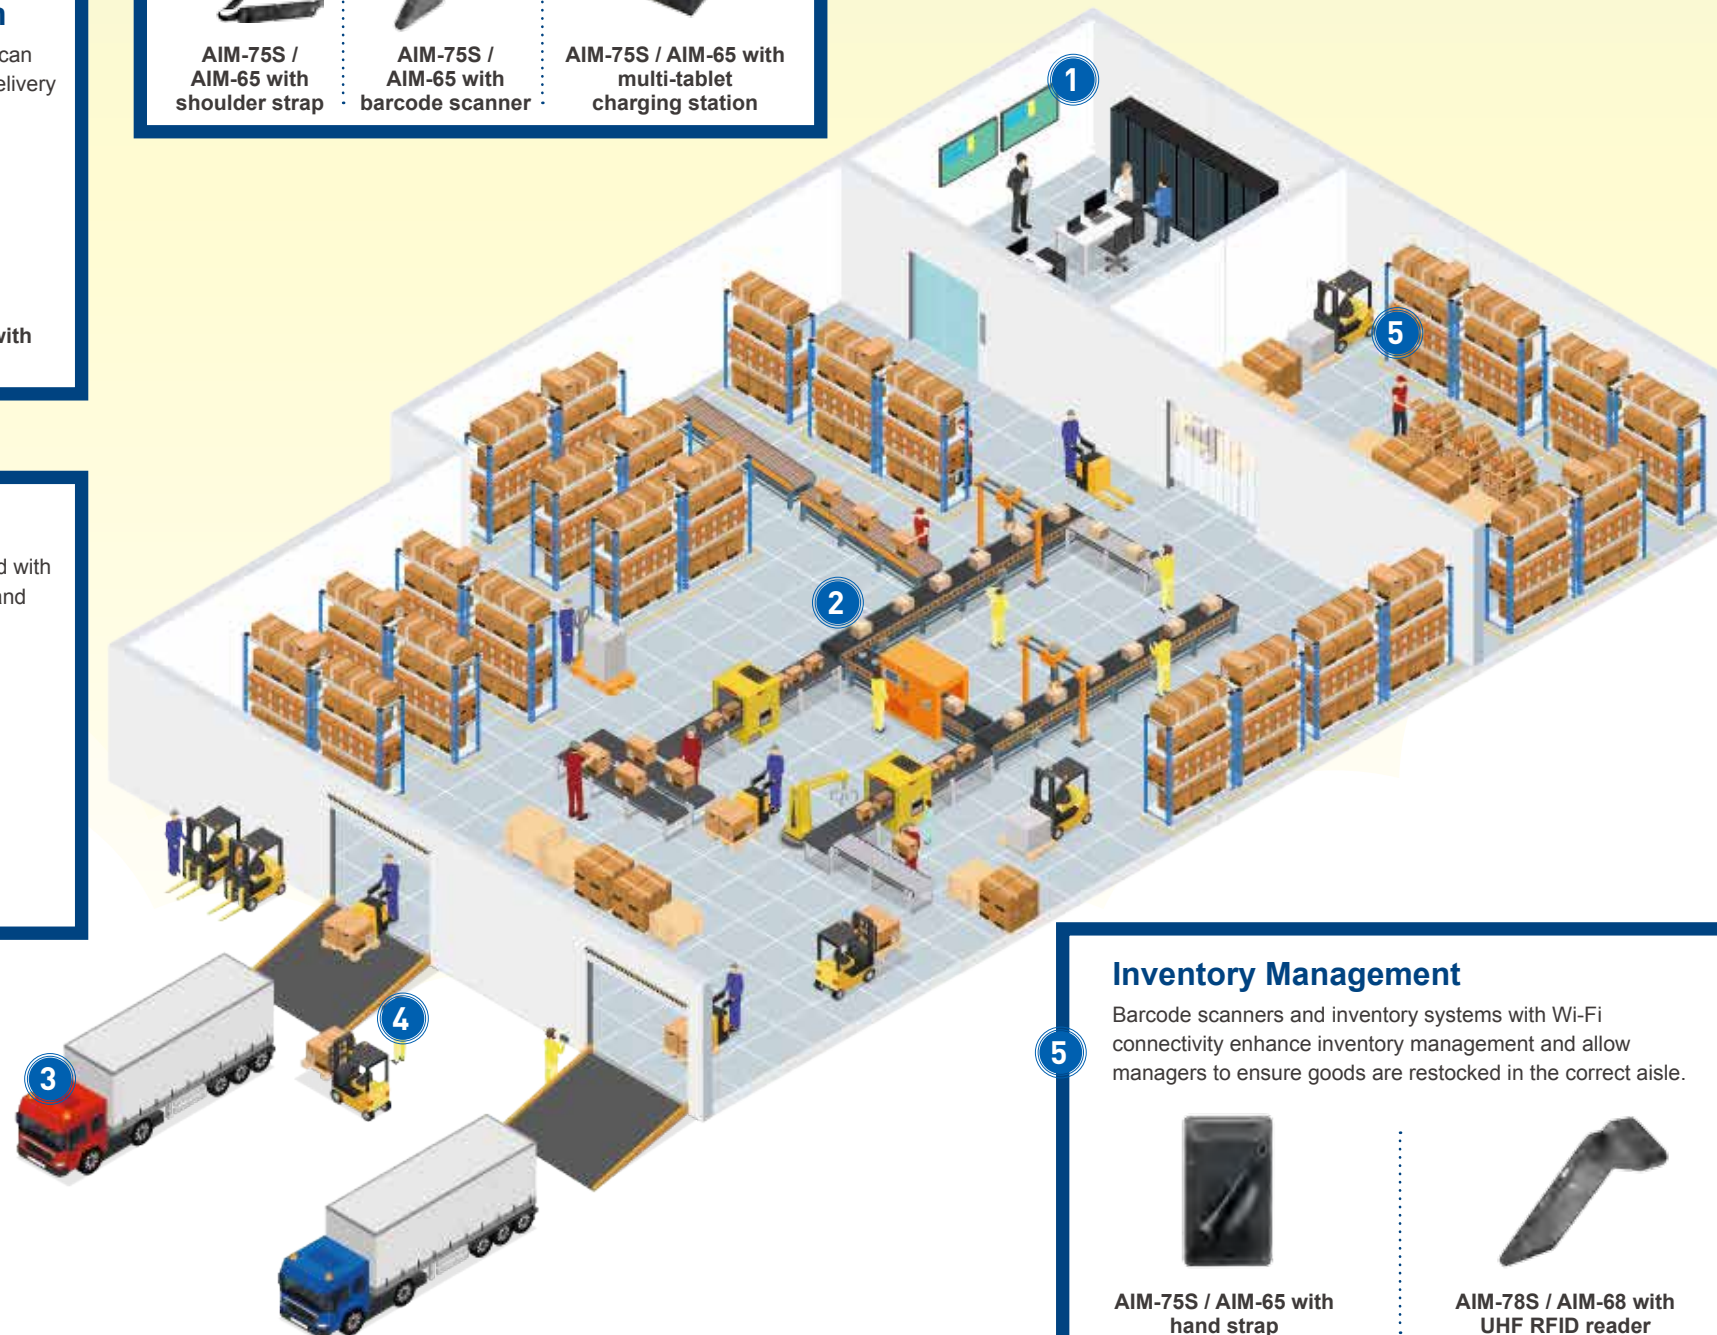 can
elivery
with
AIM-75S /
AIM-65 with
shoulder strap
AIM-75S /
AIM-65 with
barcode scanner
AIM-75S / AIM-65 with
multi-tablet
charging station
d with
and
1
5
2
4
3
Inventory Management
5
Barcode scanners and inventory systems with Wi-Fi
connectivity enhance inventory management and allow
managers to ensure goods are restocked in the correct aisle.
AIM-75S / AIM-65 with
hand strap
AIM-78S / AIM-68 with
UHF RFID reader